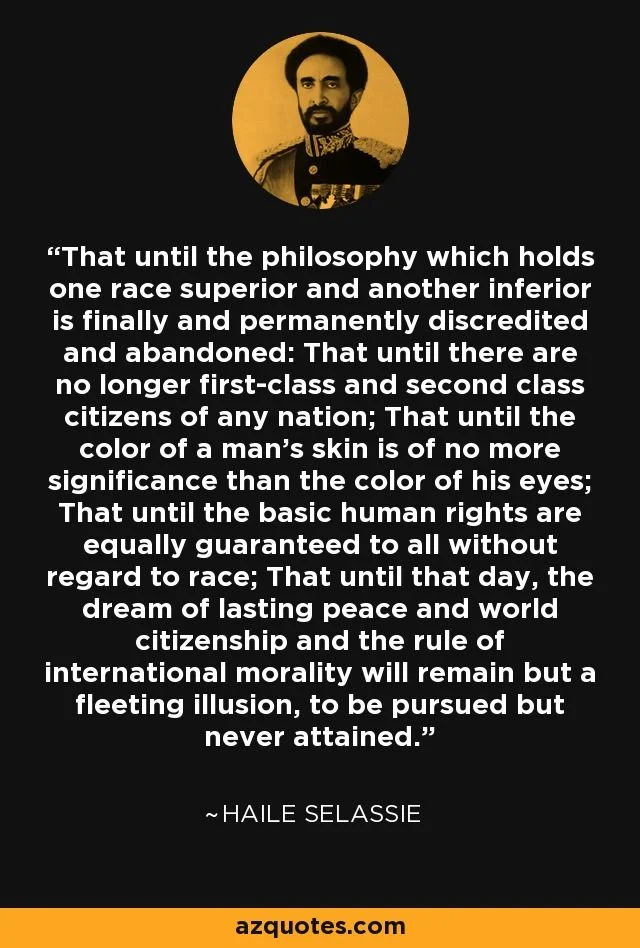 “That until the philosophy which holds
one race superior and another inferior
is finally and permanently discredited
and abandoned: That until there are
no longer first-class and second class
citizens of any nation; That until the
color of a man’s skin is of no more
significance than the color of his eyes;
That until the basic human rights are
equally guaranteed to all without
regard to race; That until that day, the
dream of lasting peace and world
citizenship and the rule of
international morality will remain but a
fleeting illusion, to be pursued but
never attained.”
~HAILE SELASSIE
azquotes.com